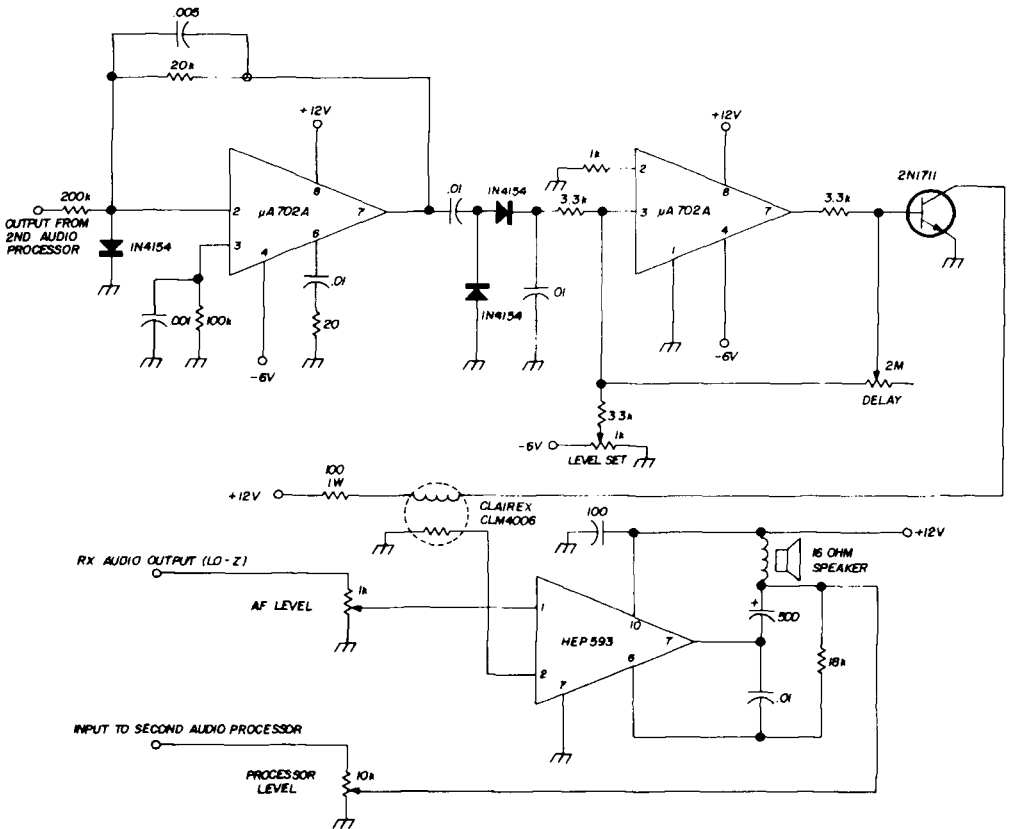 .005
20k
+12V
8
200k
OUTPUT FROM
2ND AUDIO
PROCESSOR
2
µA702A
7
3
4
6
IN4154
.001
100k
-6V
.01
20
.01
IN4154
IN4154
.01
3.3k
1k
+12V
2
8
3
µA702A
7
1
4
-6V
3.3k
2N1711
2M
DELAY
3.3k
-6V
1k
LEVEL SET
+12V
100
1W
CLAIREX
CLM4006
RX AUDIO OUTPUT (LO-Z)
1k
AF LEVEL
100
+12V
16 OHM
SPEAKER
1
10
HEP593
7
2
6
7
+
500
18k
.01
INPUT TO SECOND AUDIO PROCESSOR
10k
PROCESSOR
LEVEL